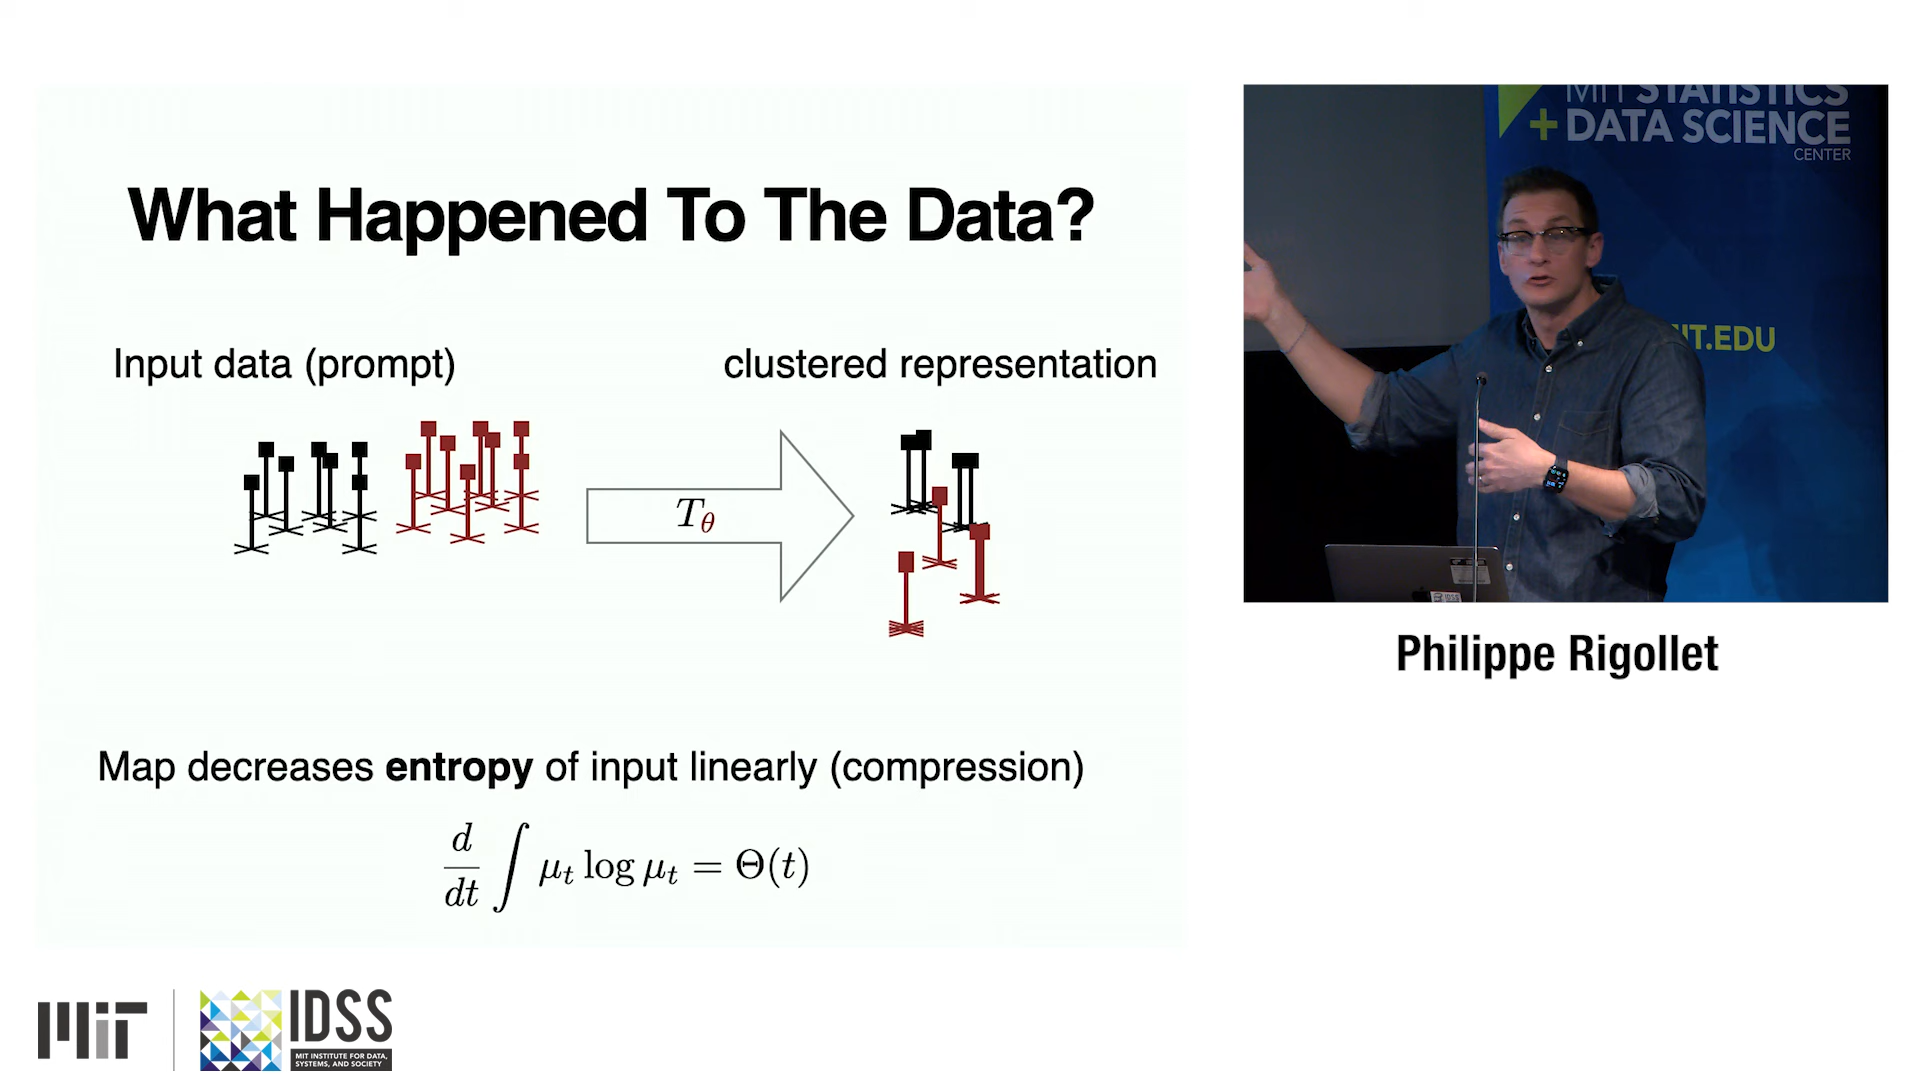 What Happened To The Data?
Input data (prompt)
clustered representation
T_θ
Map decreases entropy of input linearly (compression)
d/dt ∫ μ_t log μ_t = Θ(t)
MIT STATISTICS
+ DATA SCIENCE
CENTER
IT.EDU
Philippe Rigollet
MIT
IDSS
MIT INSTITUTE FOR DATA,
SYSTEMS, AND SOCIETY